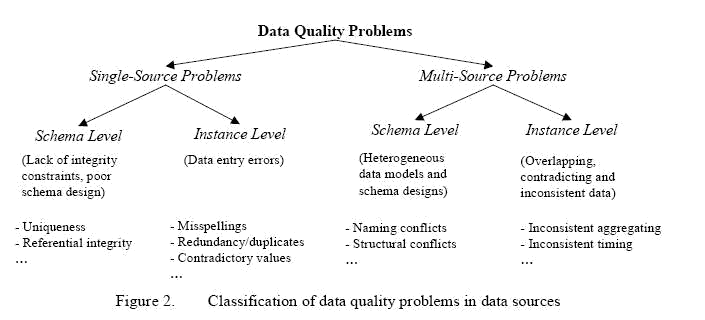 Data Quality Problems
Single-Source Problems
Multi-Source Problems
Schema Level
Instance Level
Schema Level
Instance Level
(Lack of integrity
constraints, poor
schema design)
(Data entry errors)
(Heterogeneous
data models and
schema designs)
(Overlapping,
contradicting and
inconsistent data)
- Uniqueness
- Referential integrity
...
- Misspellings
- Redundancy/duplicates
- Contradictory values
...
- Naming conflicts
- Structural conflicts
...
- Inconsistent aggregating
- Inconsistent timing
...
Figure 2. Classification of data quality problems in data sources